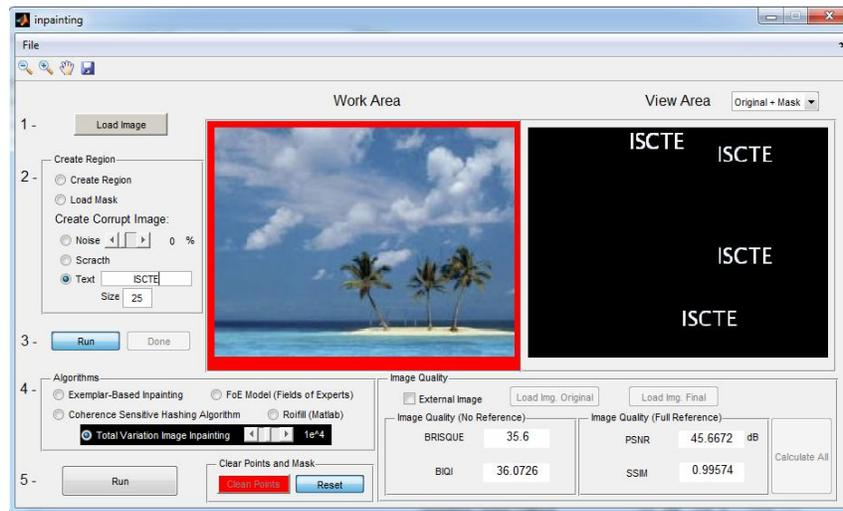 inpainting
File
Work Area
View Area
Original + Mask
1 -
Load Image
ISCTE
ISCTE
ISCTE
ISCTE
Create Region
2 -
Create Region
Load Mask
Create Corrupt Image:
Noise 0 %
Scracth
Text ISCTE
Size 25
3 -
Run
Done
4 -
Algorithms
Exemplar-Based Inpainting
FoE Model (Fields of Experts)
Coherence Sensitive Hashing Algorithm
Roifill (Matlab)
Total Variation Image Inpainting 1e^4
Image Quality
External Image
Load Img. Original
Load Img. Final
Image Quality (No Reference)
BRISQUE 35.6
BIQI 36.0726
Image Quality (Full Reference)
PSNR 45.6672 dB
SSIM 0.99574
Calculate All
5 -
Run
Clear Points and Mask
Clean Points
Reset